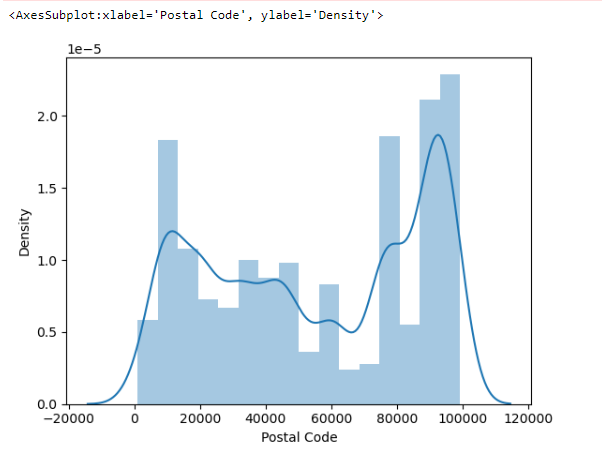 <AxesSubplot:xlabel='Postal Code', ylabel='Density'>
1e−5
2.0
1.5
1.0
0.5
0.0
Density
−20000 0 20000 40000 60000 80000 100000 120000
Postal Code